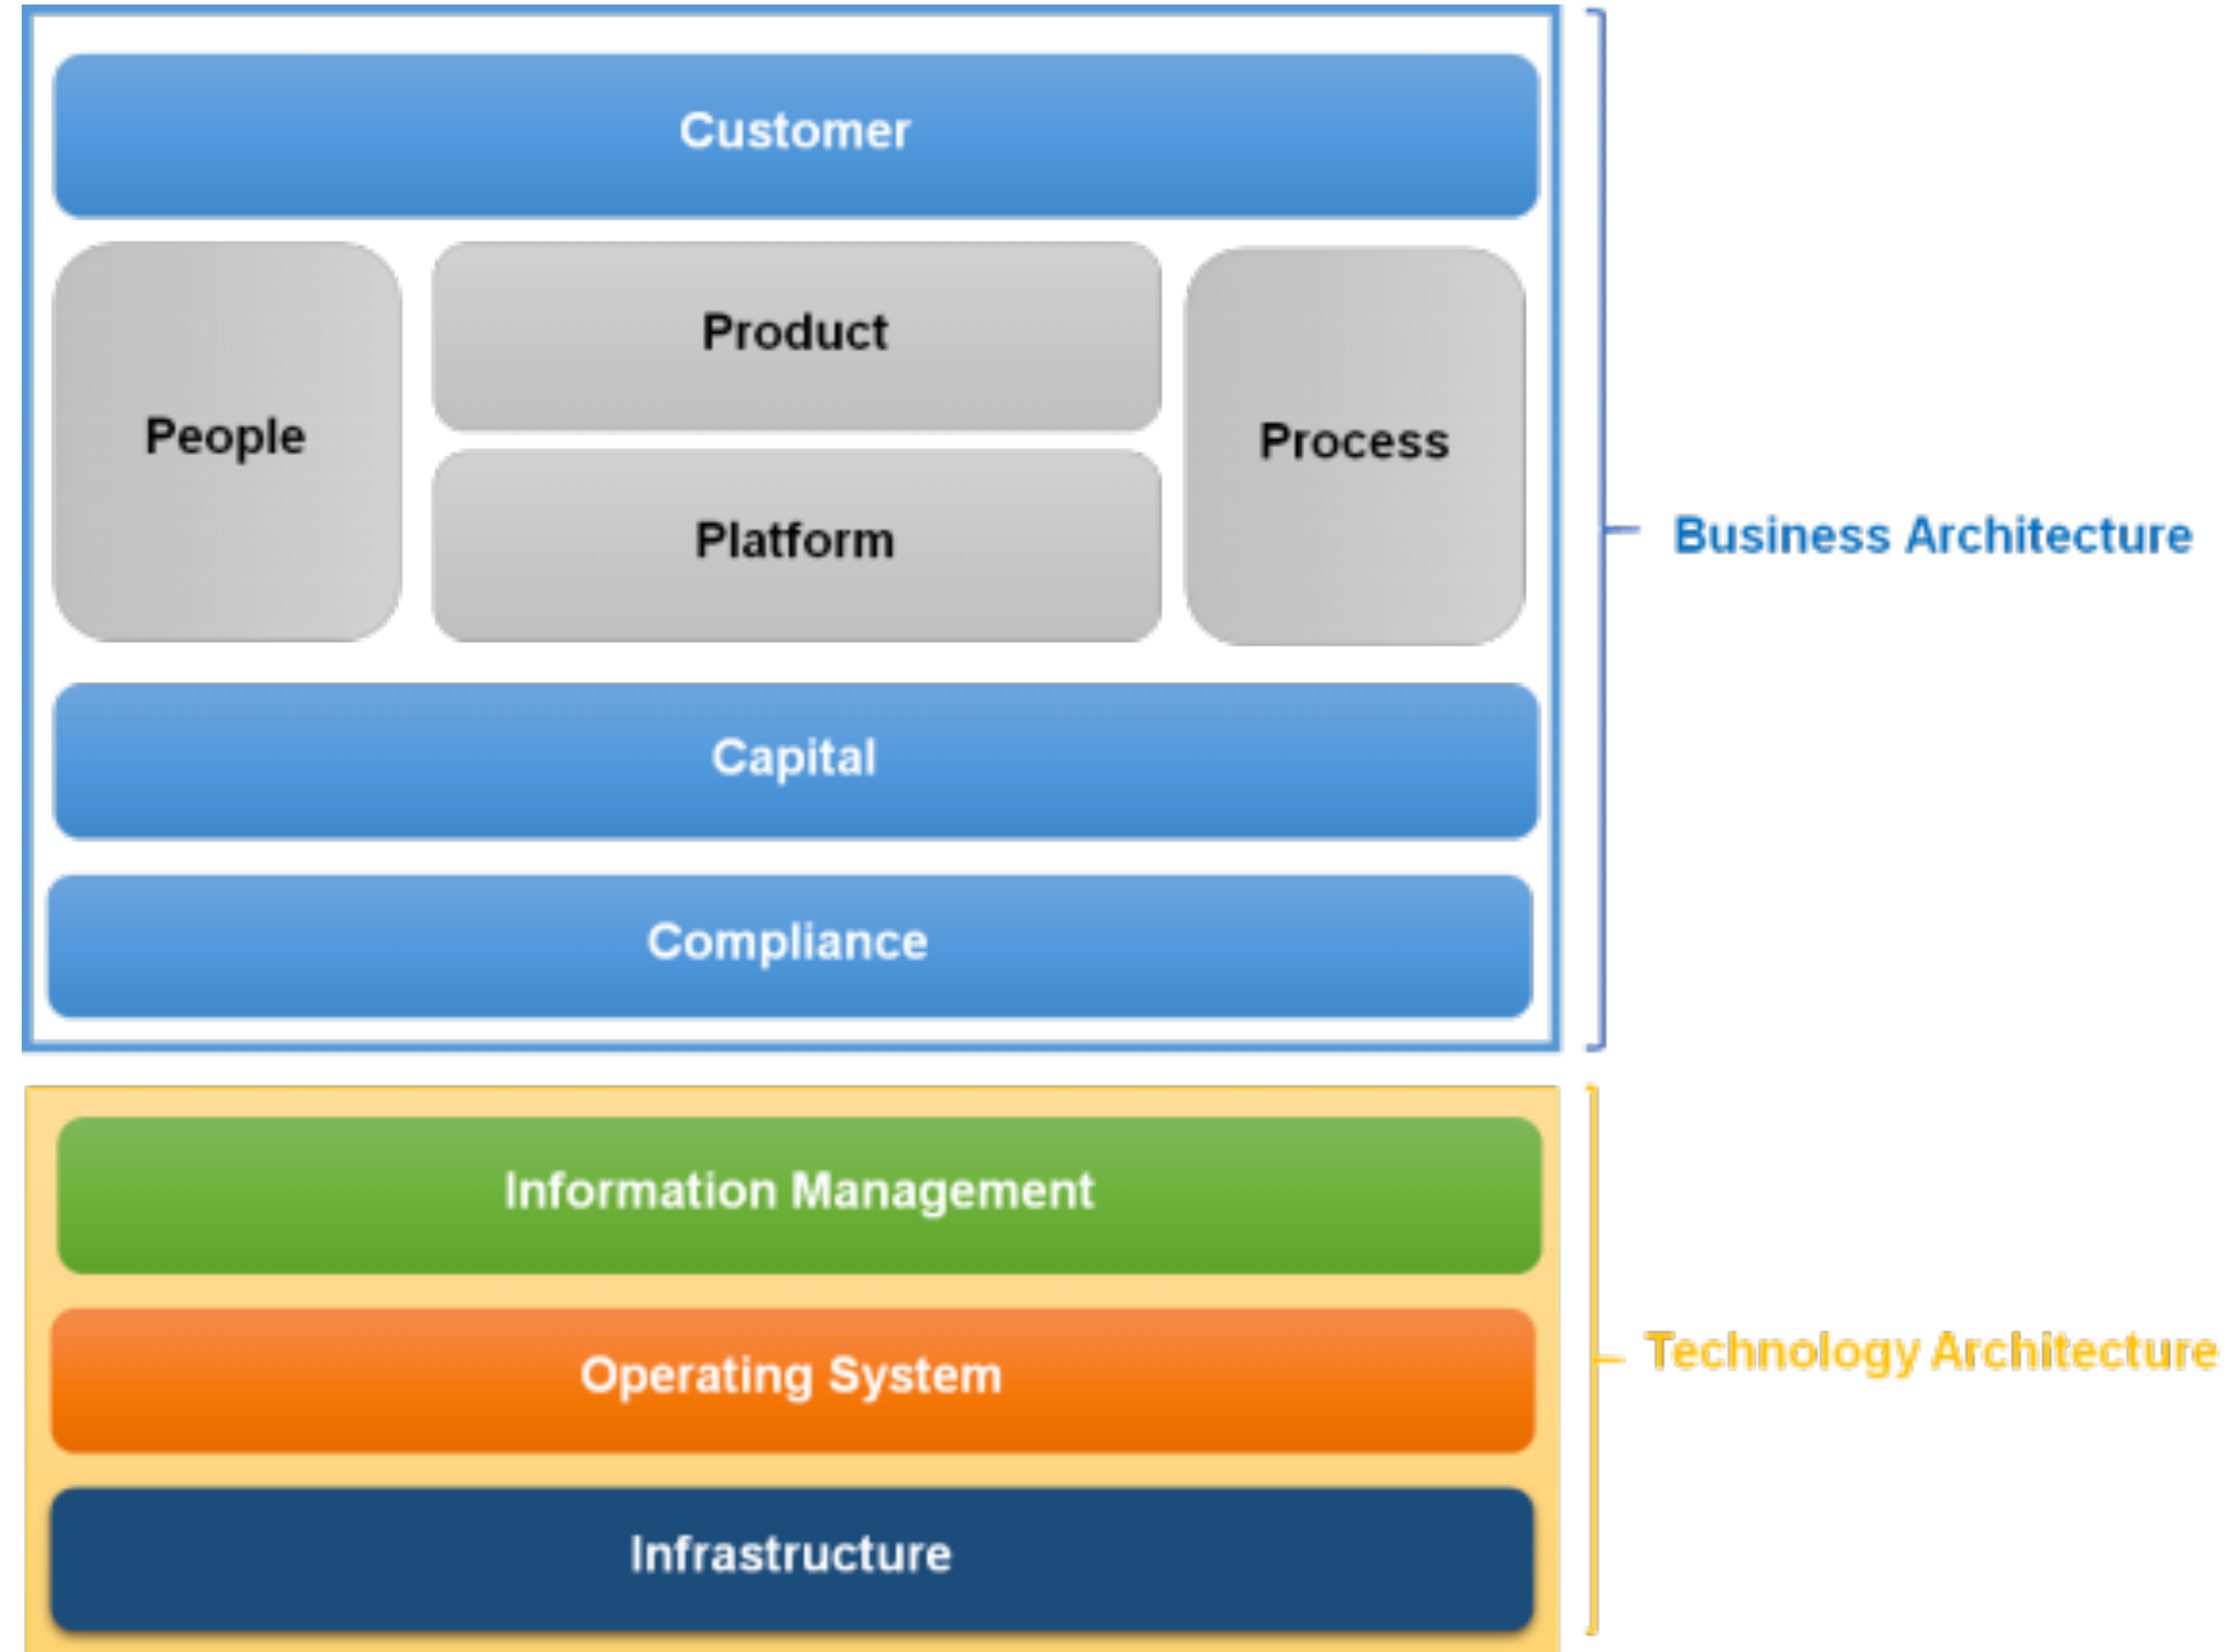 Customer
People
Product
Platform
Process
Capital
Compliance
Business Architecture
Information Management
Operating System
Infrastructure
Technology Architecture